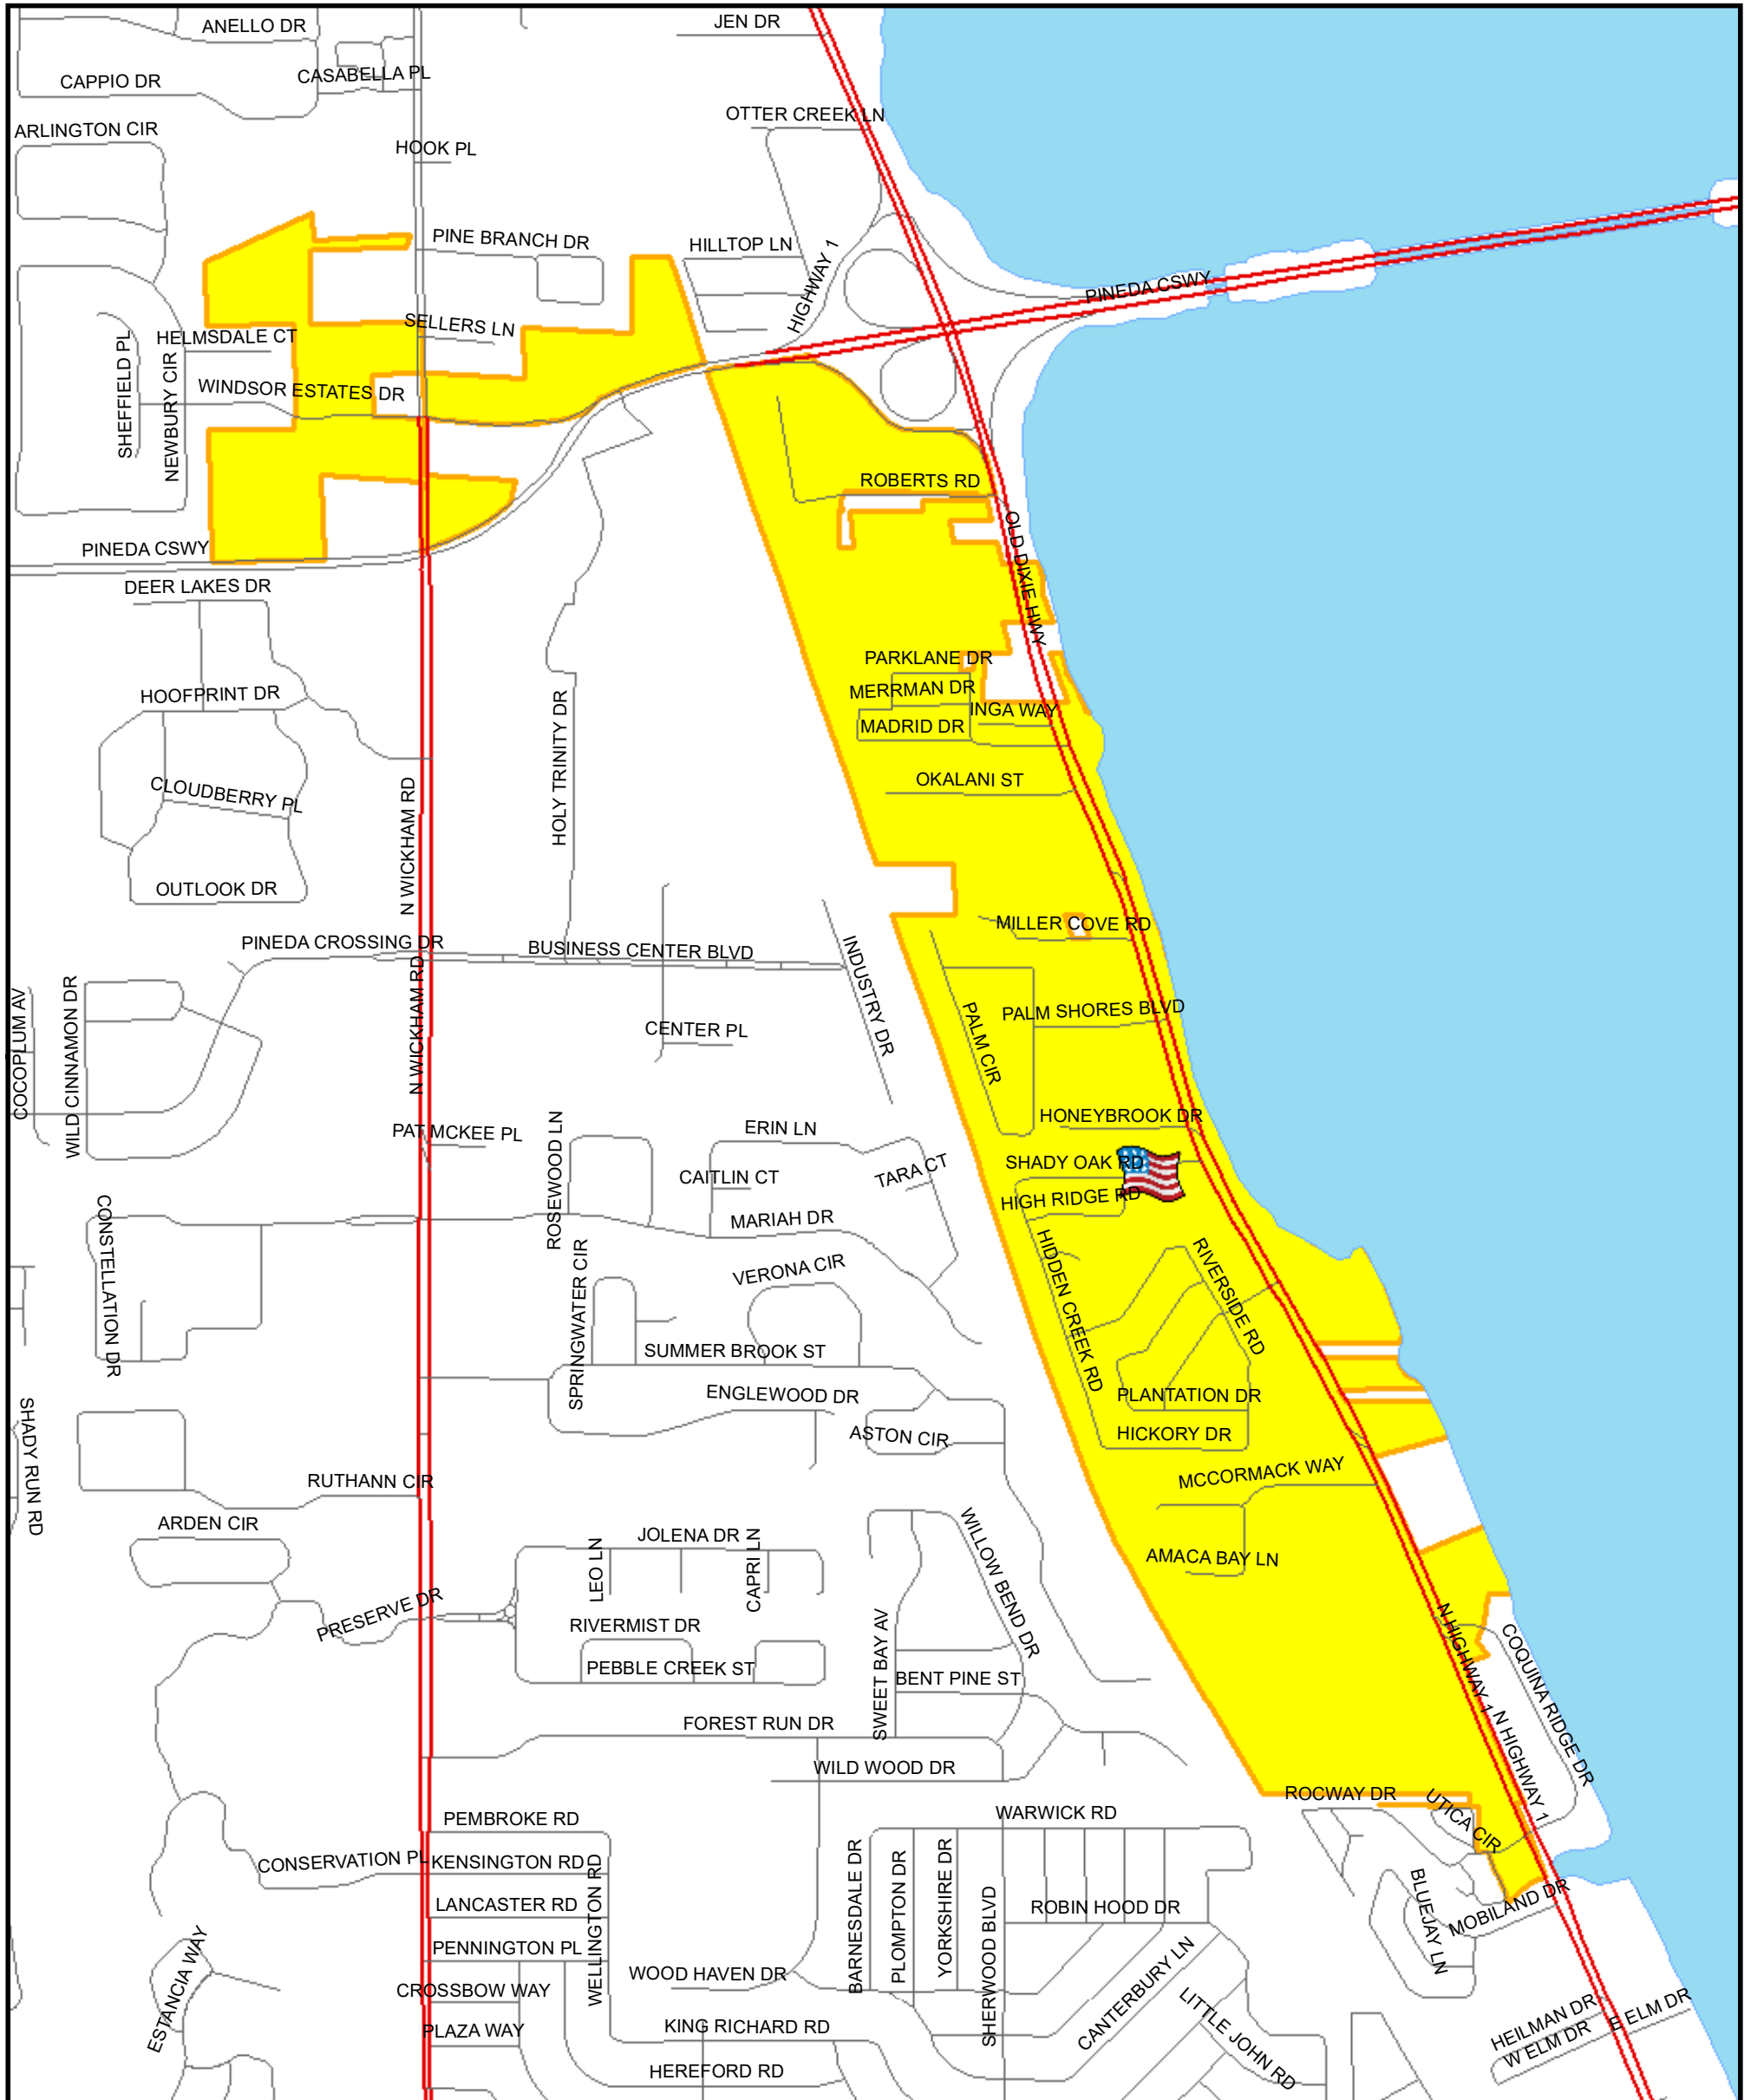 ANELLO DR
JEN DR
CASABELLA PL
CAPPIO DR
OTTER CREEK LN
ARLINGTON CIR
HOOK PL
PINE BRANCH DR
HILLTOP LN
HIGHWAY 1
PINEDA CSWY
SELLERS LN
HELMSDALE CT
SHEFFIELD PL
NEWBURY CIR
WINDSOR ESTATES DR
ROBERTS RD
OLD DIXIE HWY
PINEDA CSWY
DEER LAKES DR
PARKLANE DR
MERRMAN DR
HOOFPRINT DR
INGA WAY
MADRID DR
HOLY TRINITY DR
OKALANI ST
CLOUDBERRY PL
N WICKHAM RD
OUTLOOK DR
MILLER COVE RD
PINEDA CROSSING DR
BUSINESS CENTER BLVD
INDUSTRY DR
N WICKHAM RD
COCOPLUM AV
WILD CINNAMON DR
PALM SHORES BLVD
PALM CIR
CENTER PL
HONEYBROOK DR
PAT MCKEE PL
ERIN LN
ROSEWOOD LN
SHADY OAK RD
CAITLIN CT
TARA CT
HIGH RIDGE RD
MARIAH DR
CONSTELLATION DR
HIDDEN CREEK RD
RIVERSIDE RD
VERONA CIR
SPRINGWATER CIR
SUMMER BROOK ST
ENGLEWOOD DR
PLANTATION DR
ASTON CIR
HICKORY DR
SHADY RUN RD
MCCORMACK WAY
RUTHANN CIR
ARDEN CIR
JOLENA DR
LEO LN
CAPRI LN
WILLOW BEND DR
AMACA BAY LN
PRESERVE DR
RIVERMIST DR
SWEET BAY AV
PEBBLE CREEK ST
BENT PINE ST
N HIGHWAY 1
COQUINA RIDGE DR
FOREST RUN DR
N HIGHWAY 1
WILD WOOD DR
ROCWAY DR
UTICA CIR
PEMBROKE RD
WARWICK RD
CONSERVATION PL
KENSINGTON RD
WELLINGTON RD
BARNESDALE DR
PLOMPTON DR
YORKSHIRE DR
SHERWOOD BLVD
LANCASTER RD
ROBIN HOOD DR
BLUEJAY LN
MOBILAND DR
PENNINGTON PL
ESTANCIA WAY
CROSSBOW WAY
WOOD HAVEN DR
CANTERBURY LN
LITTLE JOHN RD
PLAZA WAY
KING RICHARD RD
HEREFORD RD
HEILMAN DR
W ELM DR
E ELM DR